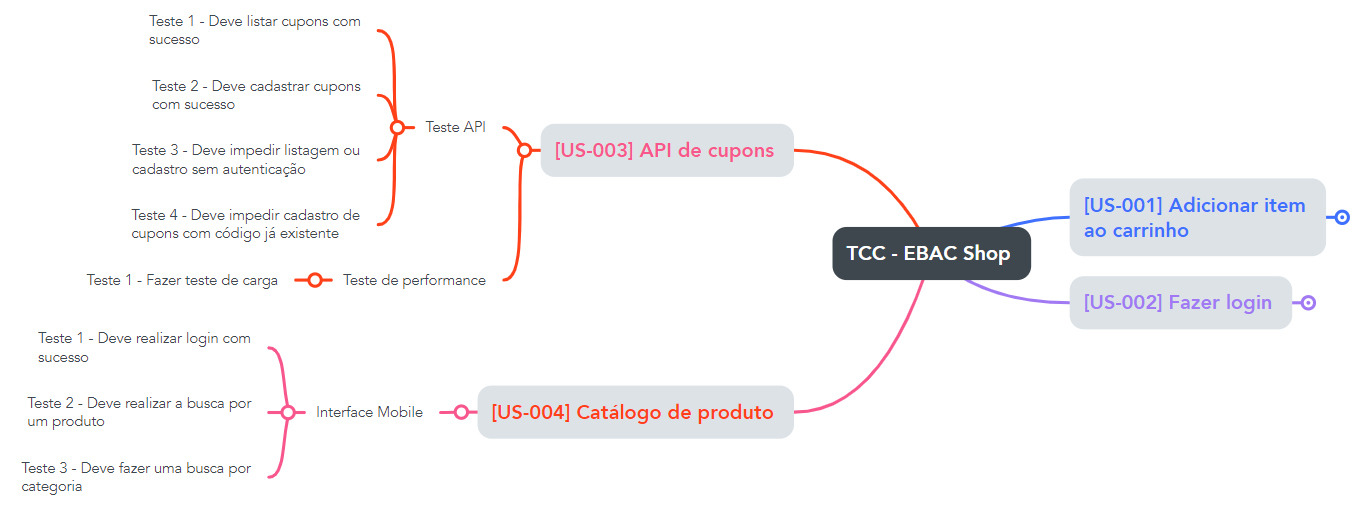 Teste 1 - Deve listar cupons com
sucesso
Teste 2 - Deve cadastrar cupons
com sucesso
Teste 3 - Deve impedir listagem ou
cadastro sem autenticação
Teste 4 - Deve impedir cadastro de
cupons com código já existente
Teste API
Teste 1 - Fazer teste de carga
Teste de performance
[US-003] API de cupons
Teste 1 - Deve realizar login com
sucesso
Teste 2 - Deve realizar a busca por
um produto
Teste 3 - Deve fazer uma busca por
categoria
Interface Mobile
[US-004] Catálogo de produto
TCC - EBAC Shop
[US-001] Adicionar item
ao carrinho
[US-002] Fazer login